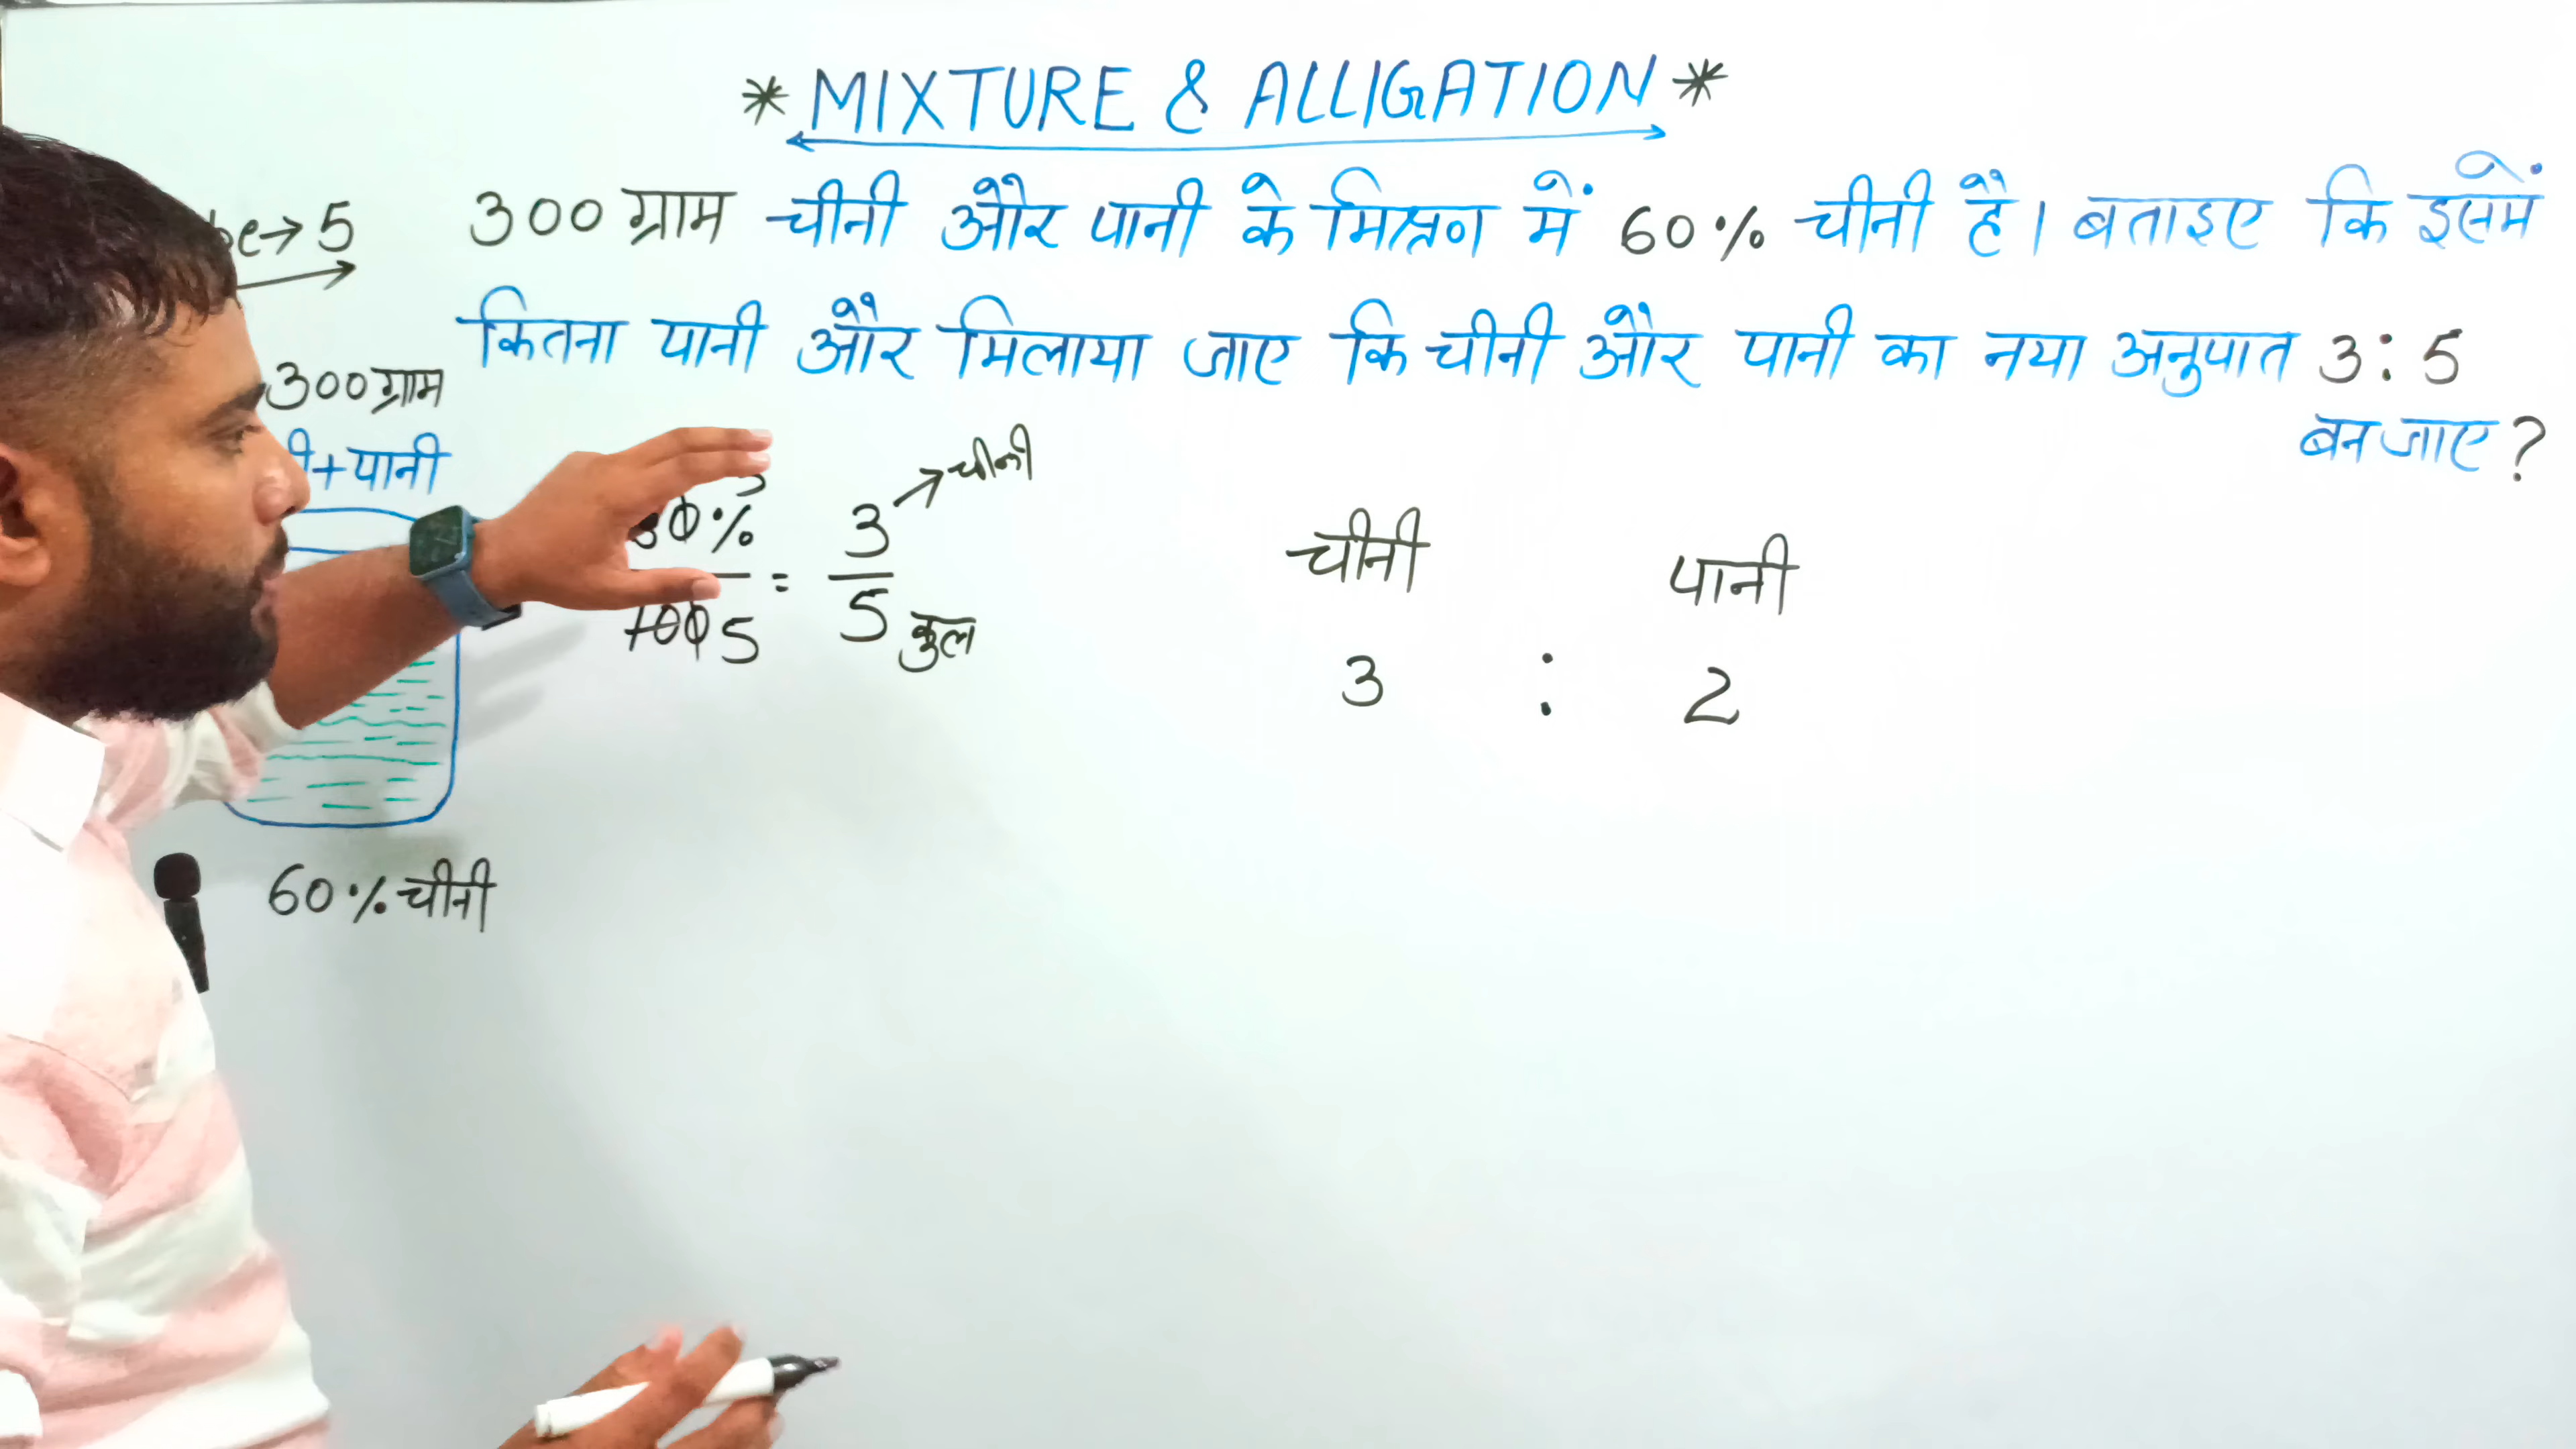 * MIXTURE & ALLIGATION *
→ 5
300 ग्राम चीनी और पानी के मिश्रण में 60% चीनी है। बताइए कि इसमें
कितना पानी और मिलाया जाए कि चीनी और पानी का नया अनुपात 3:5
बन जाए?
300 ग्राम
+पानी
60% चीनी
100 5
=
3 → चीनी
5 कुल
चीनी पानी
3 : 2